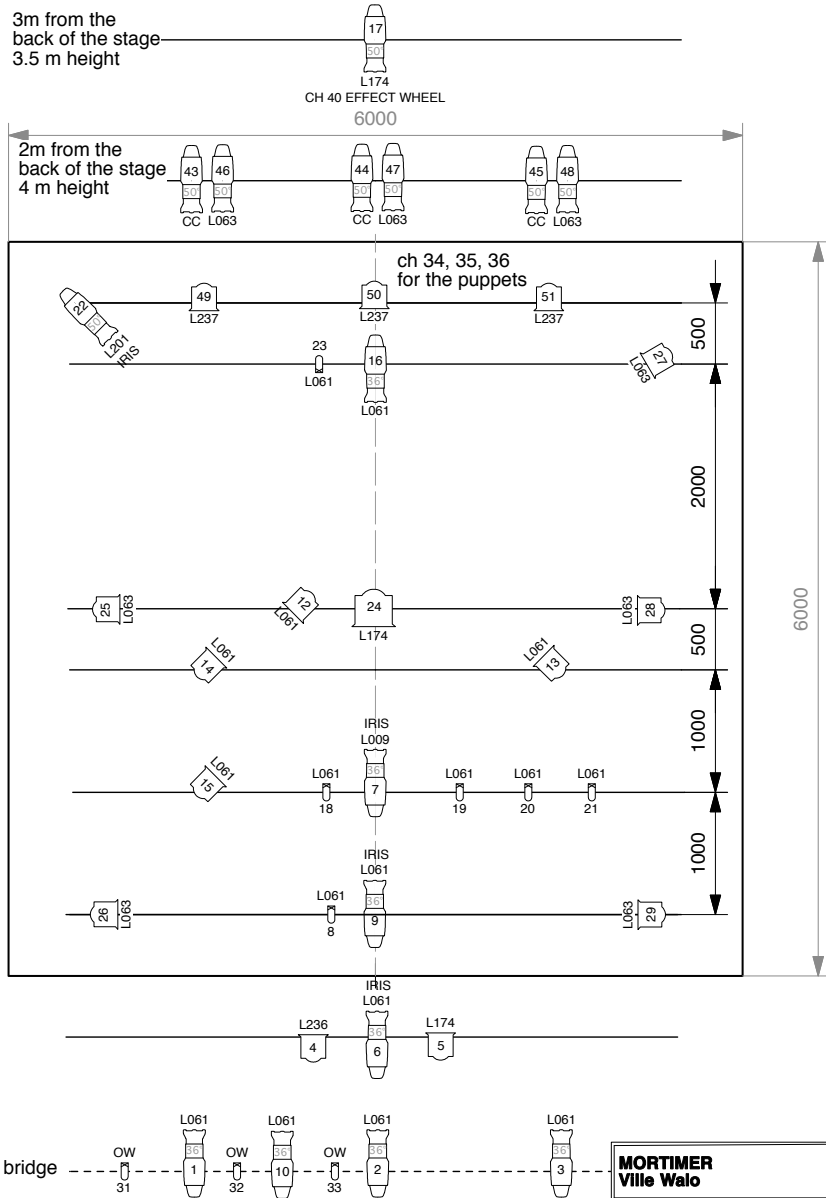 3m from the
back of the stage
3.5 m height
17
50°
L174
CH 40 EFFECT WHEEL
6000
2m from the
back of the stage
4 m height
43 46 44 47 45 48
50° 50° 50° 50° 50° 50°
CC L063 CC L063 CC L063
ch 34, 35, 36
for the puppets
22
50°
L201
IRIS
49 50 51
L237 L237 L237
500
23
L061
16
36°
L061
27
L063
2000
6000
25
L063
12
L061
24
L174
L063
28
500
L061
14
L061
13
1000
IRIS
L009
36°
7
L061
15
L061 L061 L061 L061
18 19 20 21
1000
IRIS
L061
36°
9
26
L063
L061
8
L063
29
IRIS
L061
36°
6
L236
4
L174
5
L061 L061 L061 L061
36° 36° 36° 36°
bridge
OW OW OW
1 10 2 3
31 32 33
MORTIMER
Ville Walo